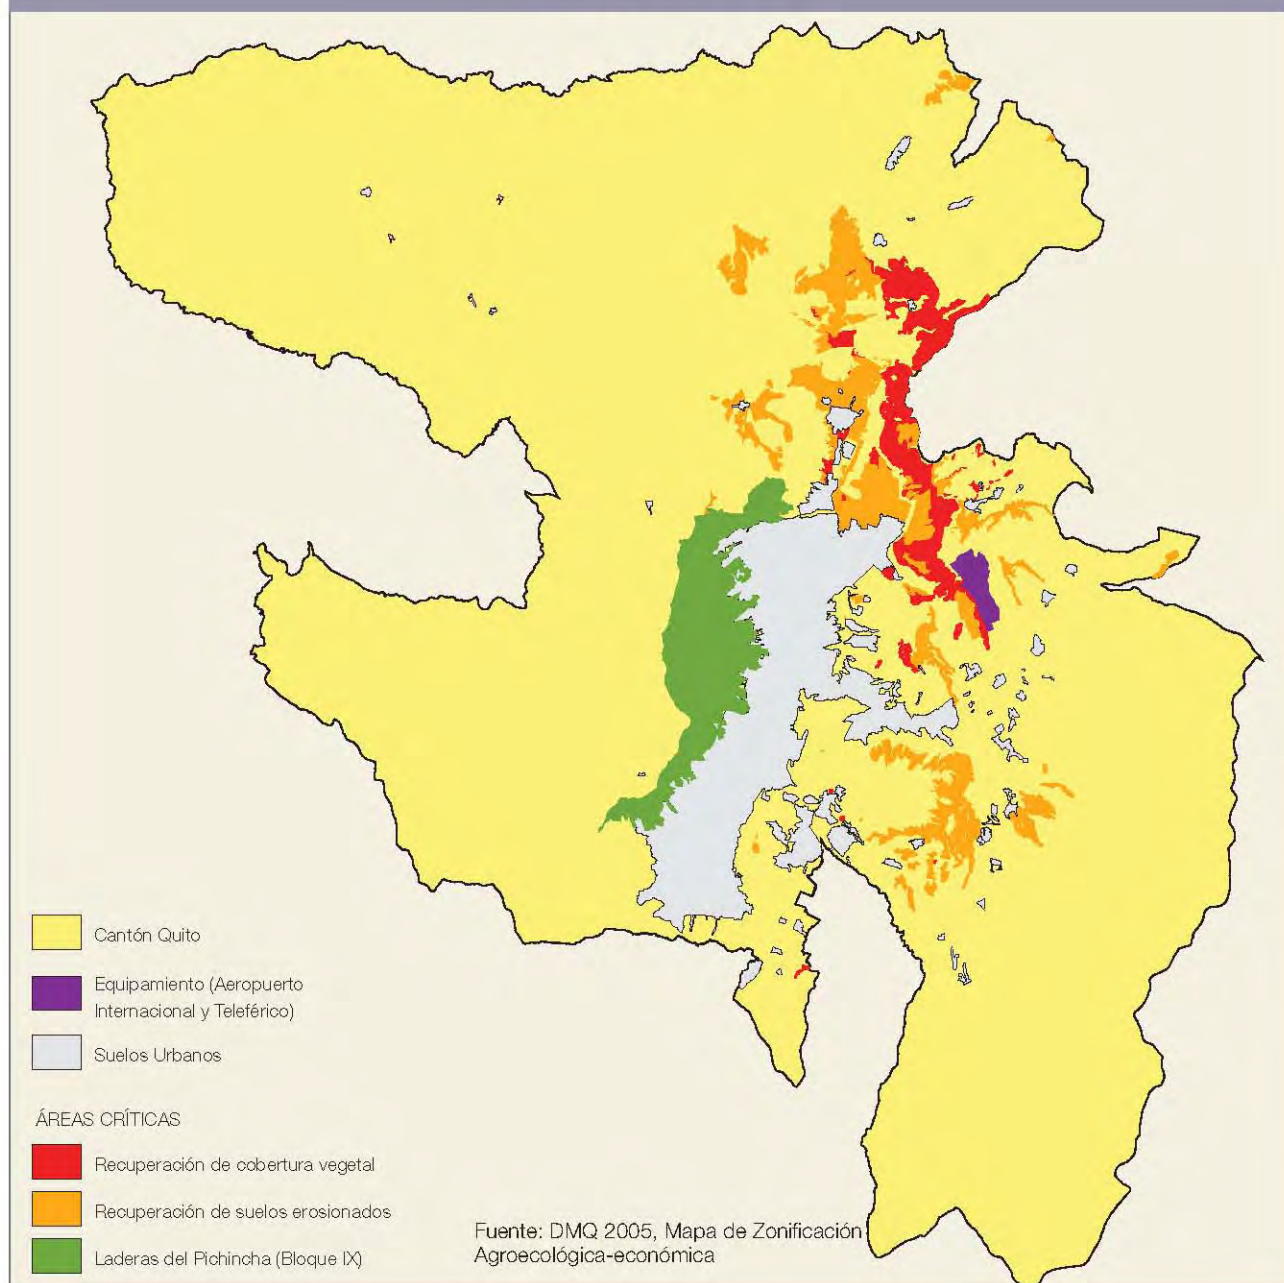 Cantón Quito
Equipamiento (Aeropuerto
Internacional y Teleférico)
Suelos Urbanos
ÁREAS CRÍTICAS
Recuperación de cobertura vegetal
Recuperación de suelos erosionados
Laderas del Pichincha (Bloque IX)
Fuente: DMQ 2005, Mapa de Zonificación
Agroecológica-económica